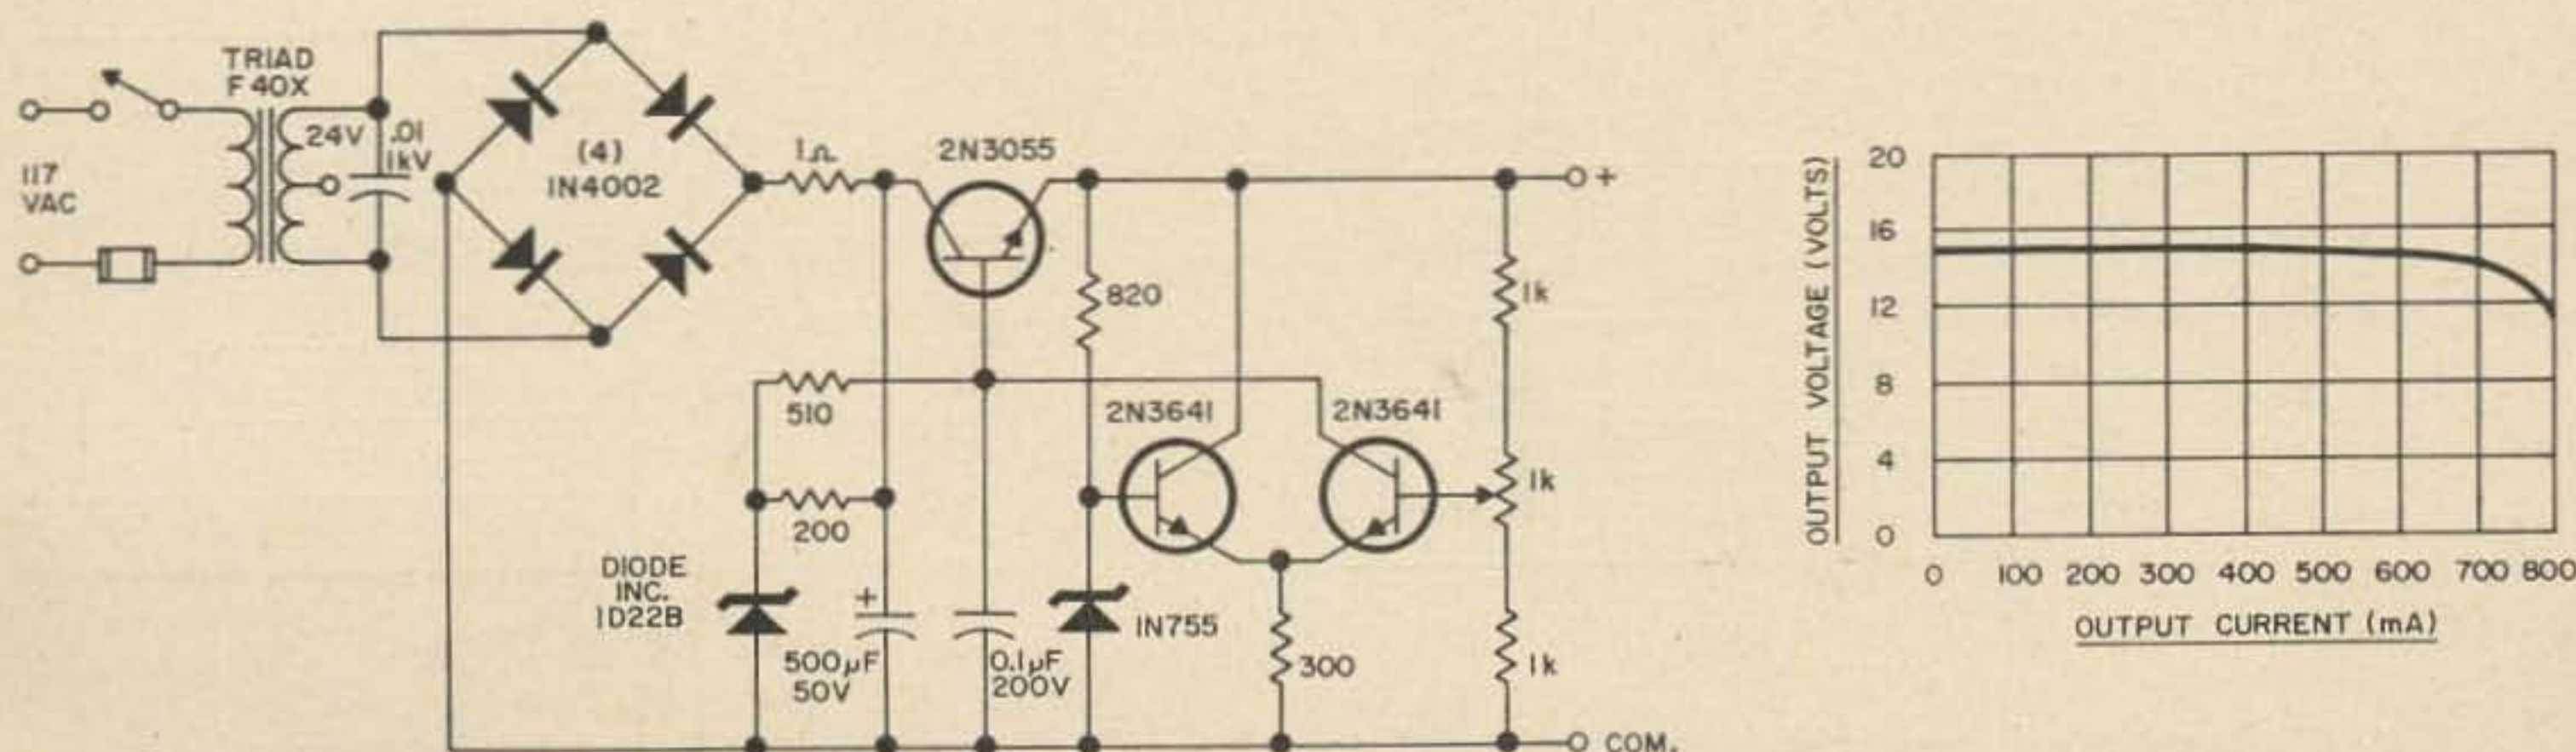 TRIAD
F40X
117
VAC
24V
.01
1kV
(4)
1N4002
1Ω
2N3055
820
1k
510
2N3641
2N3641
1k
200
DIODE
INC.
1D22B
+
500µF
50V
0.1µF
200V
1N755
300
1k
+
COM.
OUTPUT VOLTAGE (VOLTS)
20
16
12
8
4
0
0 100 200 300 400 500 600 700 800
OUTPUT CURRENT (mA)